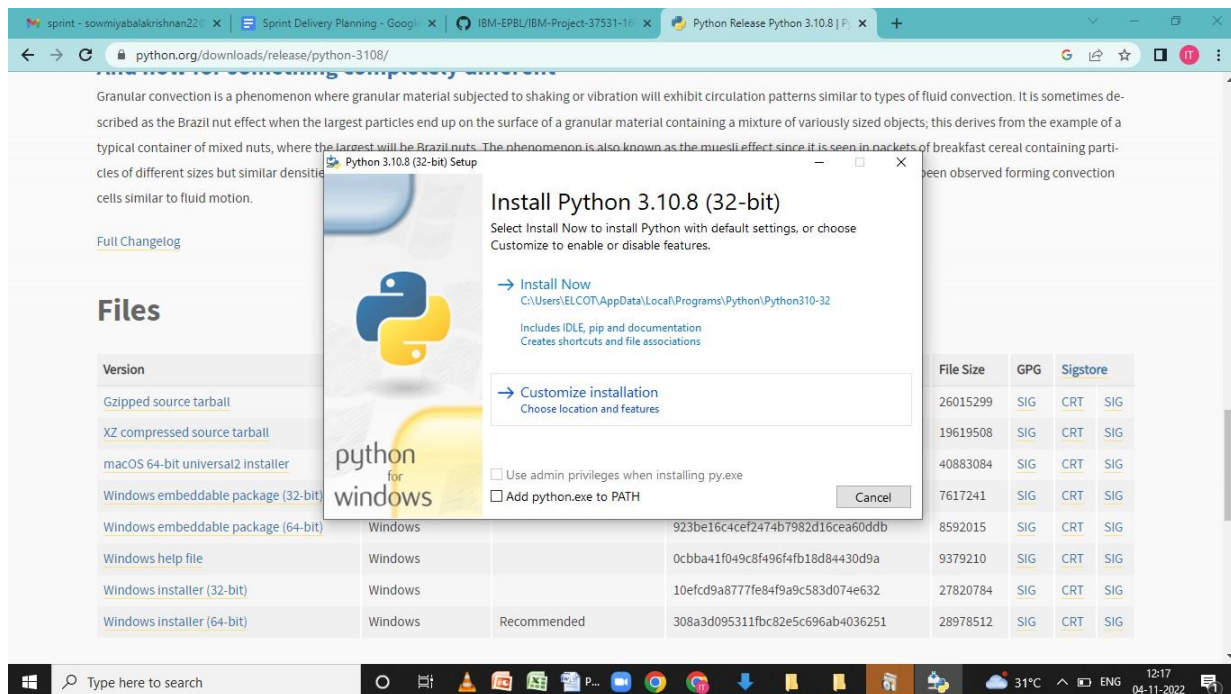 sprint - sowmiyabalakrishnan22
Sprint Delivery Planning - Googl
IBM-EPBL/IBM-Project-37531-16
Python Release Python 3.10.8 | P
python.org/downloads/release/python-3108/
G
IT
And now for something completely different
Granular convection is a phenomenon where granular material subjected to shaking or vibration will exhibit circulation patterns similar to types of fluid convection. It is sometimes de-
scribed as the Brazil nut effect when the largest particles end up on the surface of a granular material containing a mixture of variously sized objects; this derives from the example of a
typical container of mixed nuts, where the largest will be Brazil nuts. The phenomenon is also known as the muesli effect since it is seen in packets of breakfast cereal containing parti-
cles of different sizes but similar densitie
been observed forming convection
cells similar to fluid motion.
Full Changelog
Files
Python 3.10.8 (32-bit) Setup
Install Python 3.10.8 (32-bit)
Select Install Now to install Python with default settings, or choose
Customize to enable or disable features.
Install Now
C:\Users\ELCOT\AppData\Local\Programs\Python\Python310-32
Includes IDLE, pip and documentation
Creates shortcuts and file associations
Customize installation
Choose location and features
python
for
windows
Use admin privileges when installing py.exe
Add python.exe to PATH
Cancel
Version File Size GPG Sigstore
Gzipped source tarball 26015299 SIG CRT SIG
XZ compressed source tarball 19619508 SIG CRT SIG
macOS 64-bit universal2 installer 40883084 SIG CRT SIG
Windows embeddable package (32-bit) 7617241 SIG CRT SIG
Windows embeddable package (64-bit) Windows 923be16c4cef2474b7982d16cea60ddb 8592015 SIG CRT SIG
Windows help file Windows 0cbba41f049c8f496f4fb18d84430d9a 9379210 SIG CRT SIG
Windows installer (32-bit) Windows 10efcd9a8777fe84f9a9c583d074e632 27820784 SIG CRT SIG
Windows installer (64-bit) Windows Recommended 308a3d095311fbc82e5c696ab4036251 28978512 SIG CRT SIG
Type here to search
P...
31°C
ENG
12:17
04-11-2022